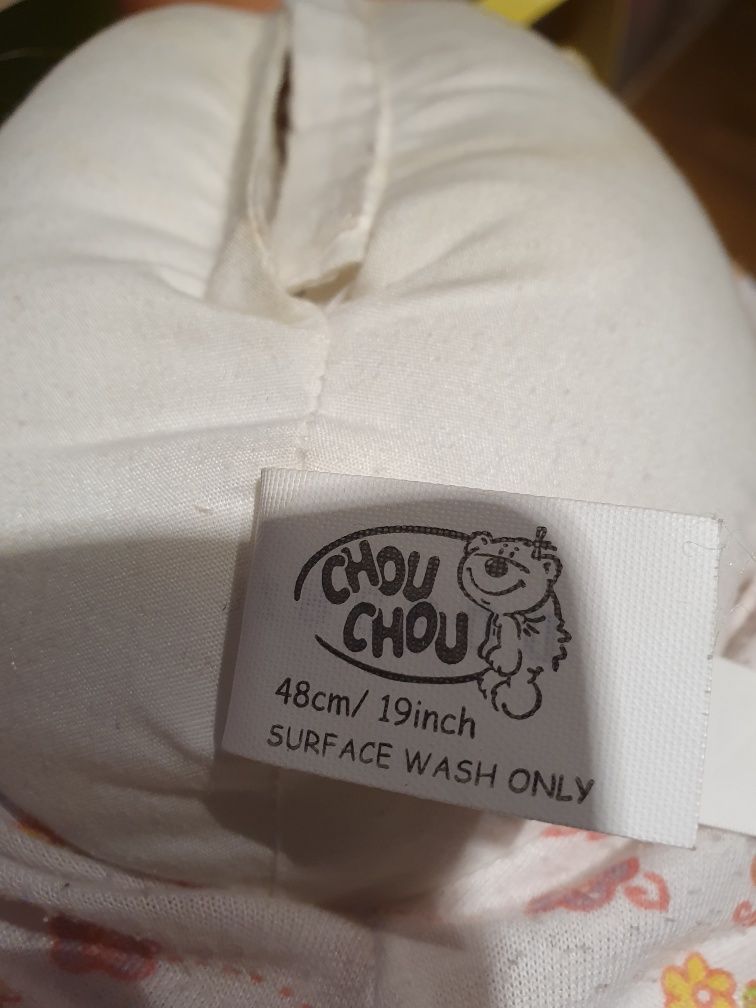 CHOU
CHOU
48cm/ 19inch
SURFACE WASH ONLY